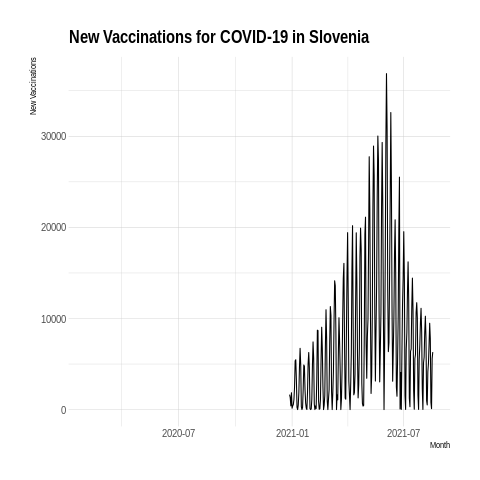 New Vaccinations for COVID-19 in Slovenia
New Vaccinations
30000
20000
10000
0
2020-07
2021-01
2021-07
Month